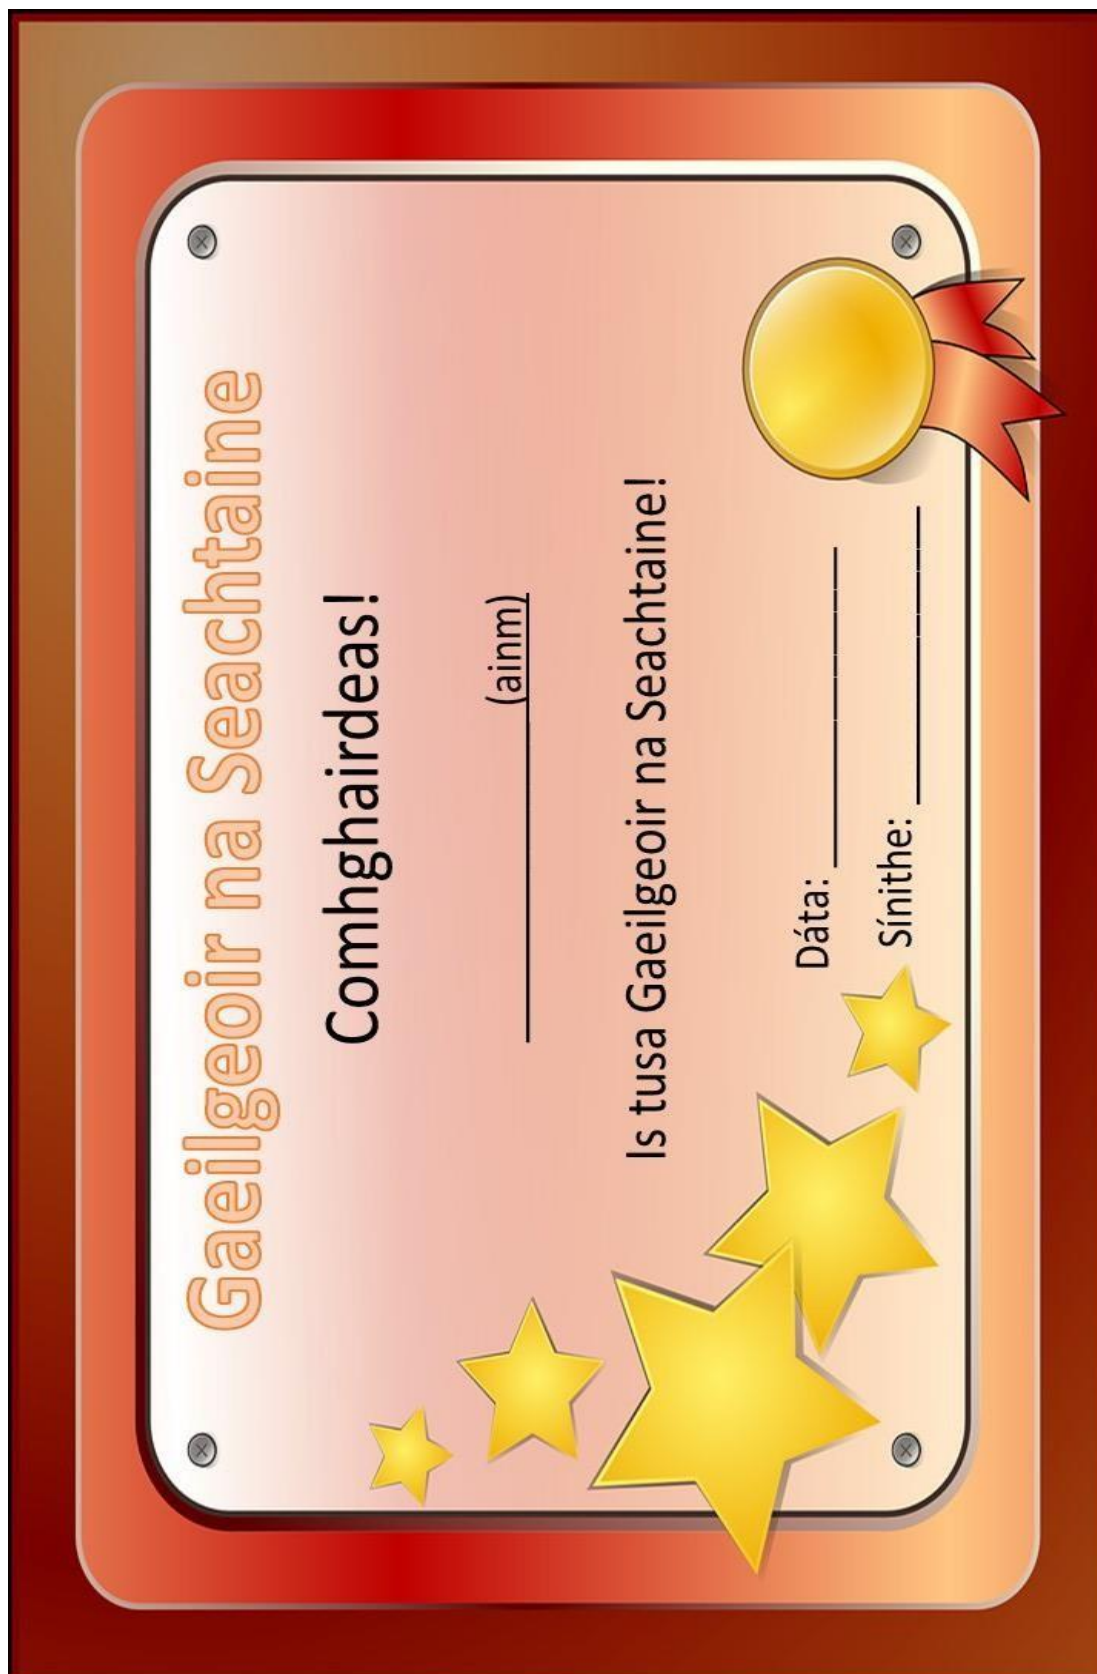 Gaeilgeoir na Seachtaine
Comhghairdeas!
(ainm)
Is tusa Gaeilgeoir na Seachtaine!
Dáta:
Sínithe: